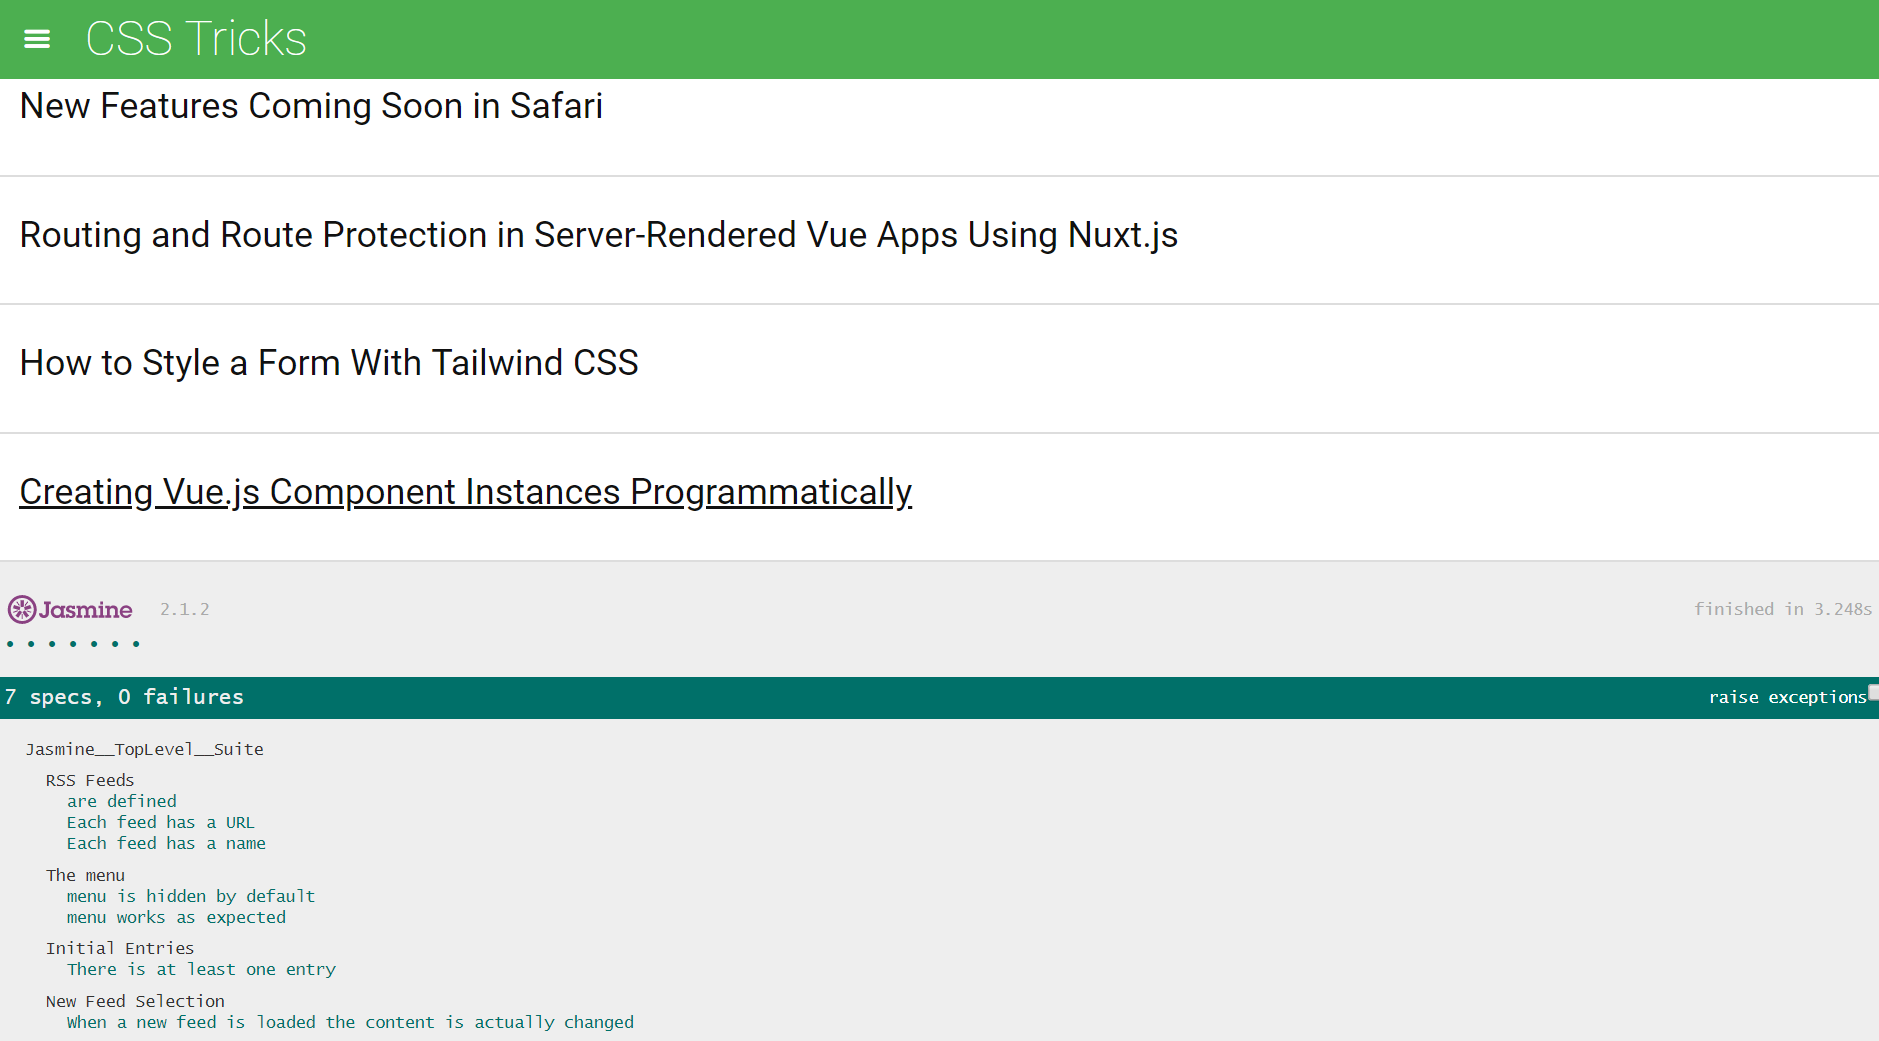 CSS Tricks
New Features Coming Soon in Safari
Routing and Route Protection in Server-Rendered Vue Apps Using Nuxt.js
How to Style a Form With Tailwind CSS
Creating Vue.js Component Instances Programmatically
Jasmine 2.1.2 finished in 3.248s
7 specs, 0 failures raise exceptions
Jasmine__TopLevel__Suite
RSS Feeds
are defined
Each feed has a URL
Each feed has a name
The menu
menu is hidden by default
menu works as expected
Initial Entries
There is at least one entry
New Feed Selection
When a new feed is loaded the content is actually changed